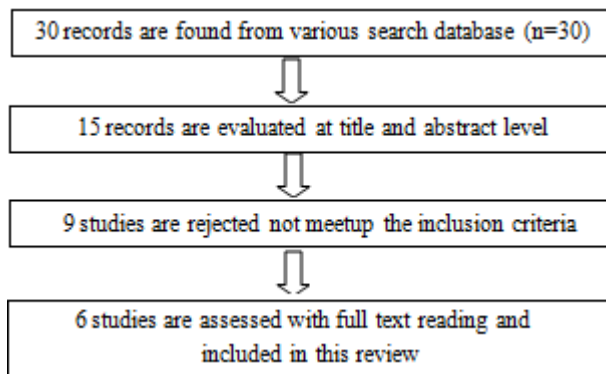 30 records are found from various search database (n=30)
15 records are evaluated at title and abstract level
9 studies are rejected not meetup the inclusion criteria
6 studies are assessed with full text reading and
included in this review